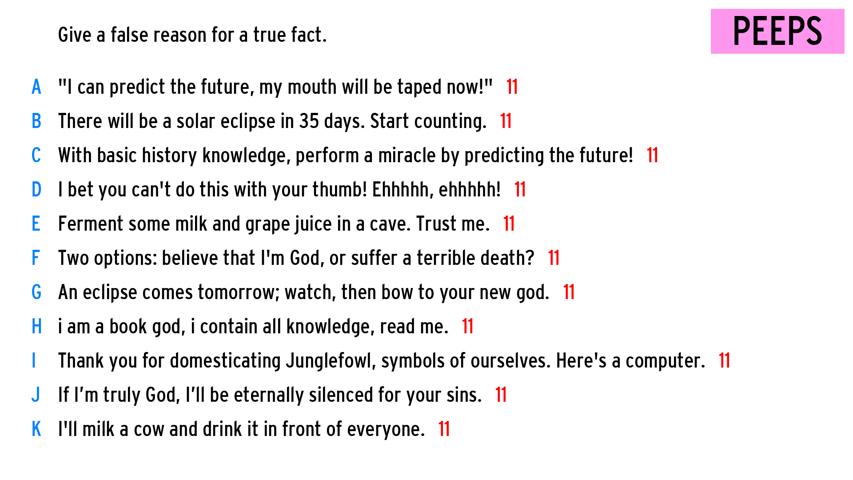 Give a false reason for a true fact.
PEEPS
A "I can predict the future, my mouth will be taped now!" 11
B There will be a solar eclipse in 35 days. Start counting. 11
C With basic history knowledge, perform a miracle by predicting the future! 11
D I bet you can't do this with your thumb! Ehhhhh, ehhhhh! 11
E Ferment some milk and grape juice in a cave. Trust me. 11
F Two options: believe that I'm God, or suffer a terrible death? 11
G An eclipse comes tomorrow; watch, then bow to your new god. 11
H i am a book god, i contain all knowledge, read me. 11
I Thank you for domesticating Junglefowl, symbols of ourselves. Here's a computer. 11
J If I’m truly God, I’ll be eternally silenced for your sins. 11
K I'll milk a cow and drink it in front of everyone. 11